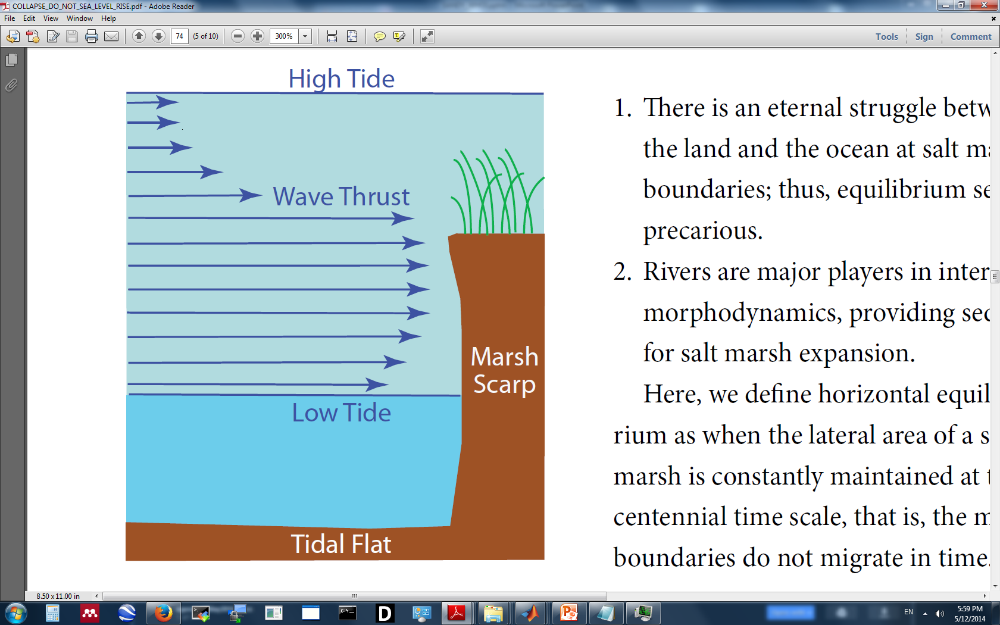 COLLAPSE_DO_NOT_SEA_LEVEL_RISE.pdf - Adobe Reader
File Edit View Window Help
74 (5 of 10) 300% Tools Sign Comment
High Tide
Wave Thrust
Marsh
Scarp
Low Tide
Tidal Flat
1. There is an eternal struggle betw
the land and the ocean at salt ma
boundaries; thus, equilibrium se
precarious.
2. Rivers are major players in inter
morphodynamics, providing sed
for salt marsh expansion.
Here, we define horizontal equil
rium as when the lateral area of a s
marsh is constantly maintained at t
centennial time scale, that is, the m
boundaries do not migrate in time.
8.50 x 11.00 in
D
EN
5:59 PM
5/12/2014